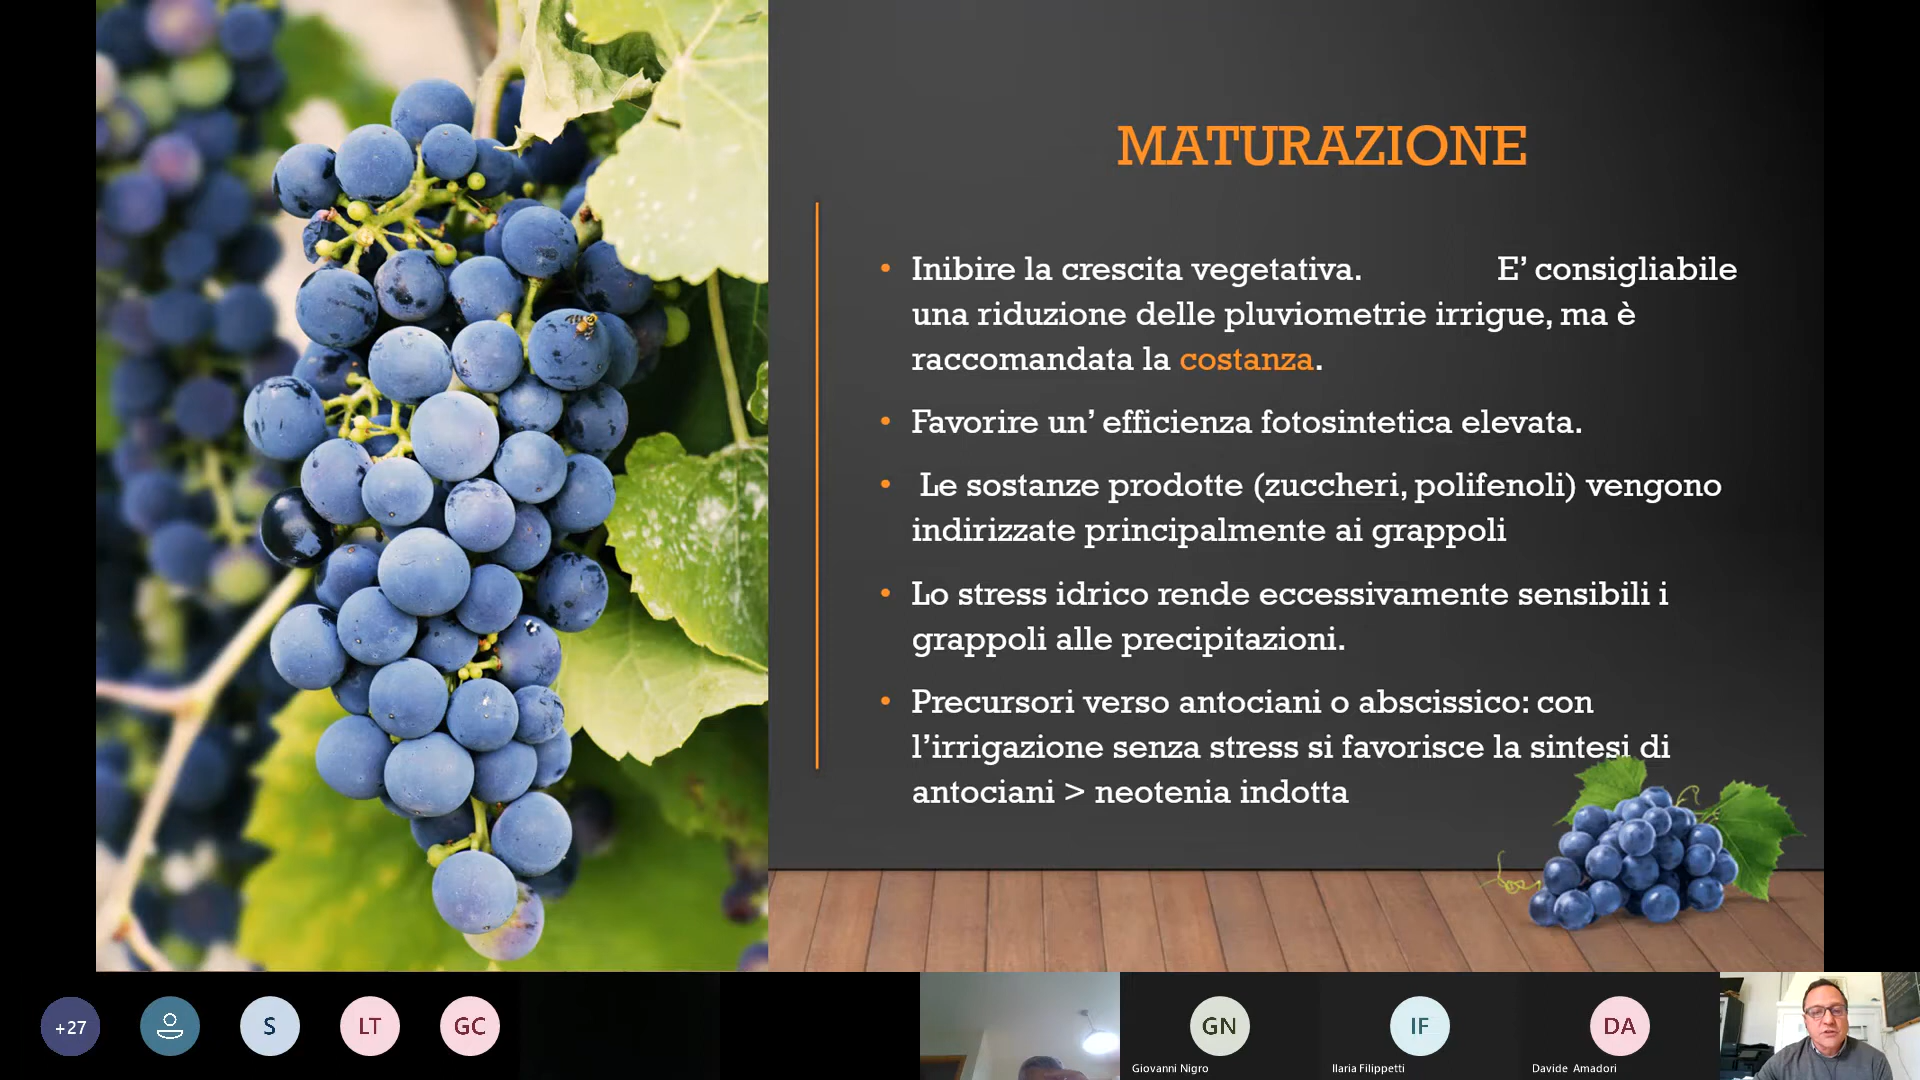 MATURAZIONE
• Inibire la crescita vegetativa. E’ consigliabile
una riduzione delle pluviometrie irrigue, ma è
raccomandata la costanza.
• Favorire un’ efficienza fotosintetica elevata.
• Le sostanze prodotte (zuccheri, polifenoli) vengono
indirizzate principalmente ai grappoli
• Lo stress idrico rende eccessivamente sensibili i
grappoli alle precipitazioni.
• Precursori verso antociani o abscissico: con
l’irrigazione senza stress si favorisce la sintesi di
antociani > neotenia indotta
+27
S
LT
GC
GN
IF
DA
Giovanni Nigro
Ilaria Filippetti
Davide Amadori